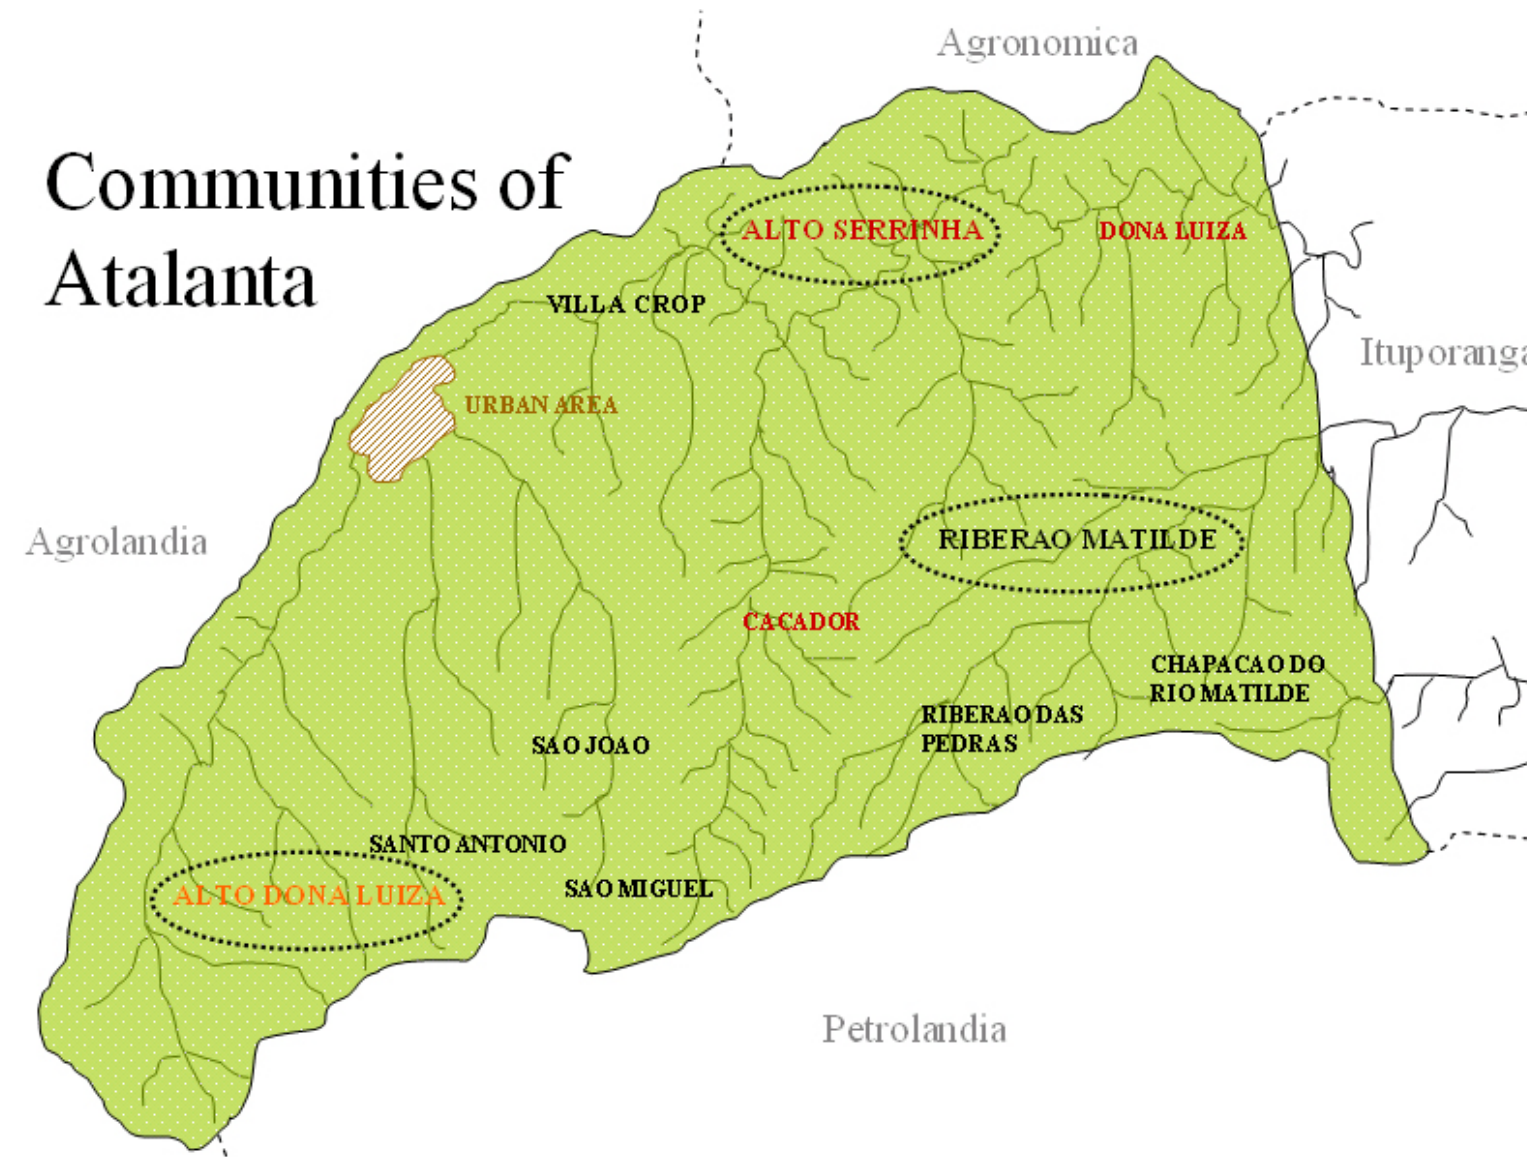 Agronomica
Communities of
Atalanta
ALTO SERRINHA
DONA LUIZA
VILLA CROP
Ituporanga
URBAN AREA
Agrolandia
RIBERAO MATILDE
CACADOR
CHAPACAO DO
RIO MATILDE
RIBERAO DAS
PEDRAS
SAO JOAO
SANTO ANTONIO
SAO MIGUEL
ALTO DONA LUIZA
Petrolandia